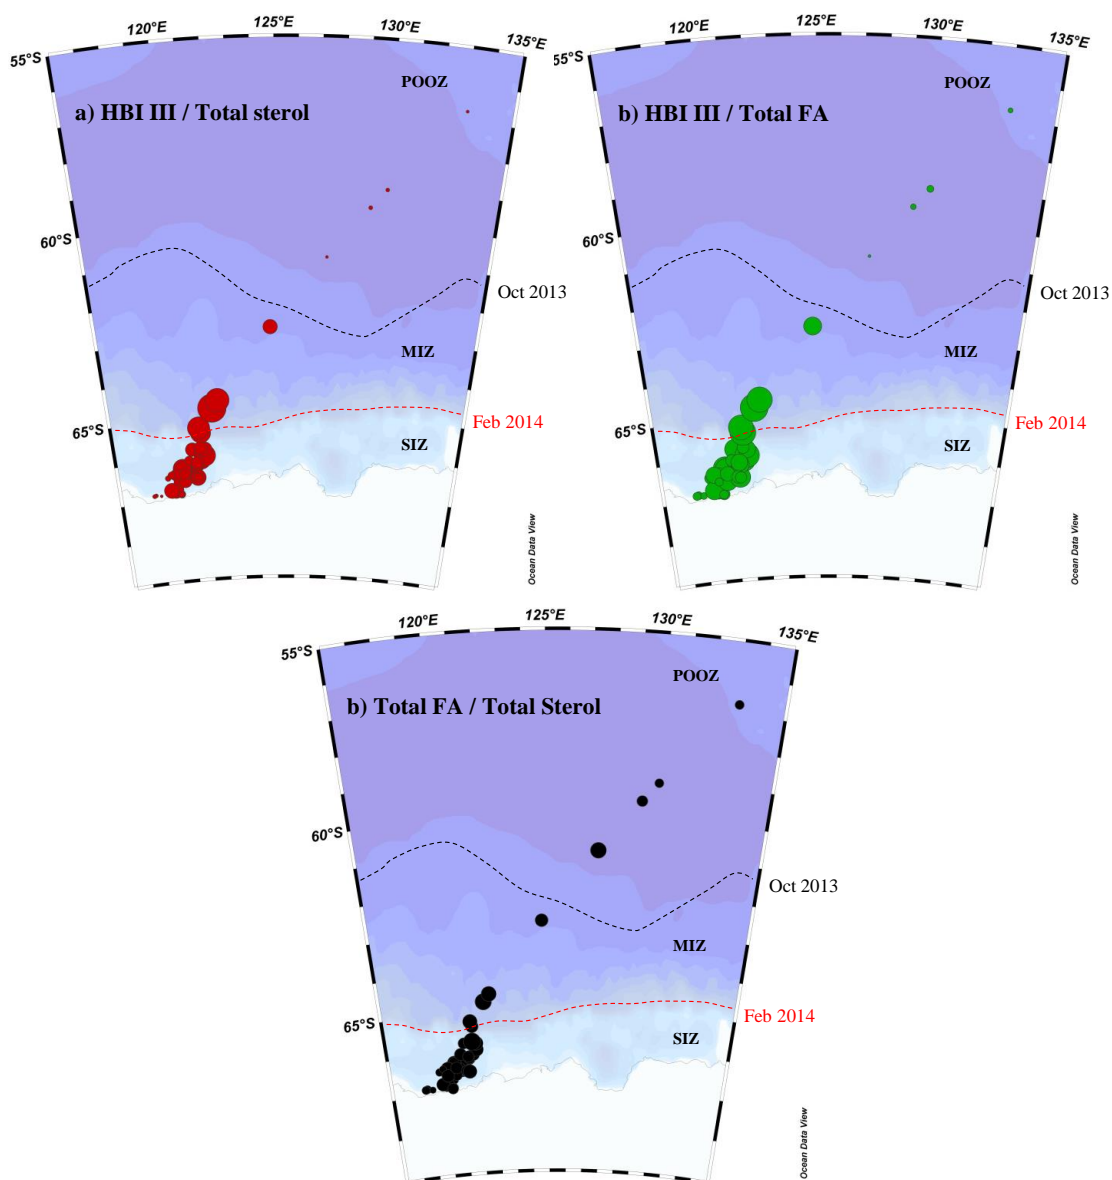 120°E
125°E
130°E
135°E
55°S
POOZ
a) HBI III / Total sterol
60°S
Oct 2013
MIZ
65°S
Feb 2014
SIZ
Ocean Data View
120°E
125°E
130°E
135°E
55°S
POOZ
b) HBI III / Total FA
60°S
Oct 2013
MIZ
65°S
Feb 2014
SIZ
Ocean Data View
120°E
125°E
130°E
135°E
55°S
POOZ
b) Total FA / Total Sterol
60°S
Oct 2013
MIZ
65°S
Feb 2014
SIZ
Ocean Data View